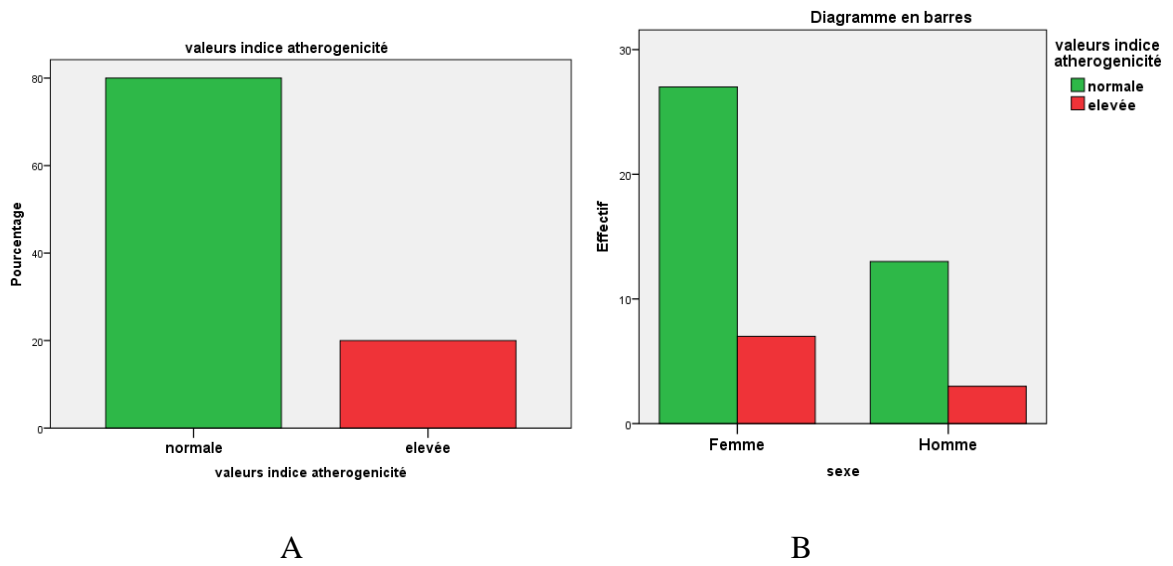 valeurs indice atherogenicité
Pourcentage
80
60
40
20
0
normale
elevée
valeurs indice atherogenicité
A
Diagramme en barres
Effectif
30
20
10
0
Femme
Homme
sexe
valeurs indice
atherogenicité
normale
elevée
B